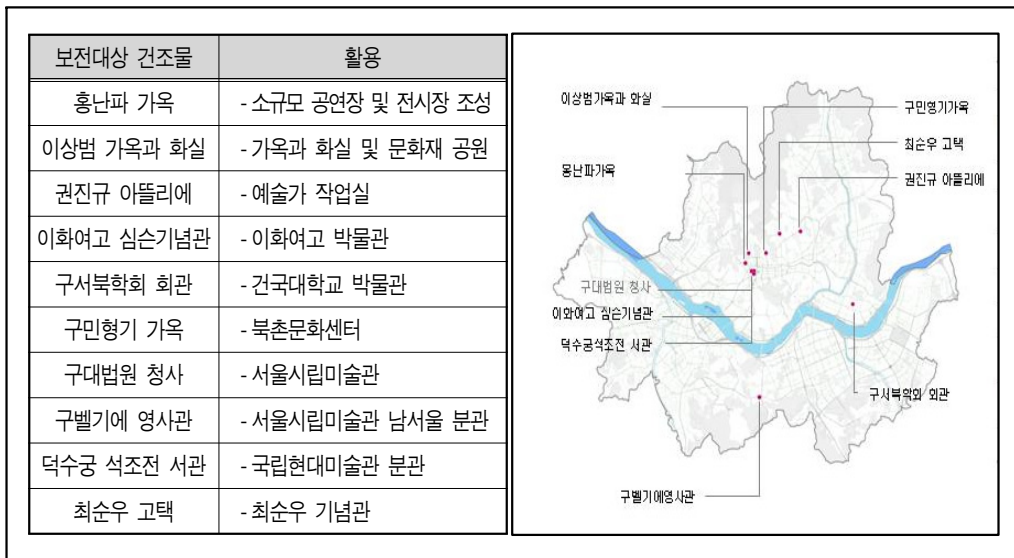 보전대상 건조물 활용
홍난파 가옥 - 소규모 공연장 및 전시장 조성
이상범 가옥과 화실 - 가옥과 화실 및 문화재 공원
권진규 아뜰리에 - 예술가 작업실
이화여고 심슨기념관 - 이화여고 박물관
구서북학회 회관 - 건국대학교 박물관
구민형기 가옥 - 북촌문화센터
구대법원 청사 - 서울시립미술관
구벨기에 영사관 - 서울시립미술관 남서울 분관
덕수궁 석조전 서관 - 국립현대미술관 분관
최순우 고택 - 최순우 기념관
이상범가옥과 화실
구민형기가옥
최순우 고택
몽난파가옥
권진규 아뜰리에
구대법원 청사
이화여고 심슨기념관
덕수궁석조전 서관
구서북학회 회관
구벨기에영사관